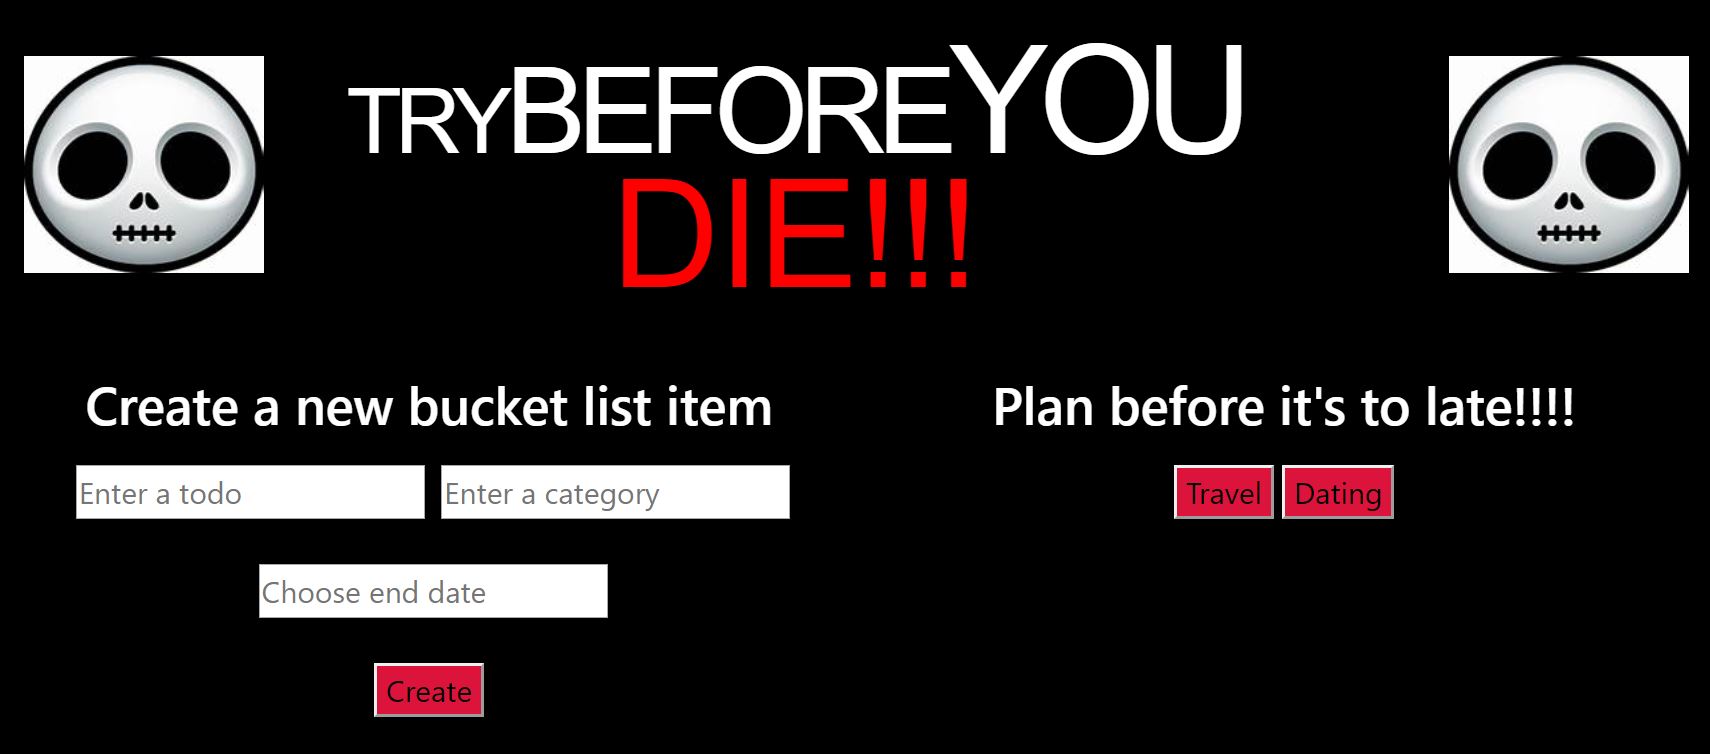 TRYBEFOREYOU
DIE!!!
Create a new bucket list item
Enter a todo
Enter a category
Choose end date
Create
Plan before it's to late!!!!
Travel
Dating